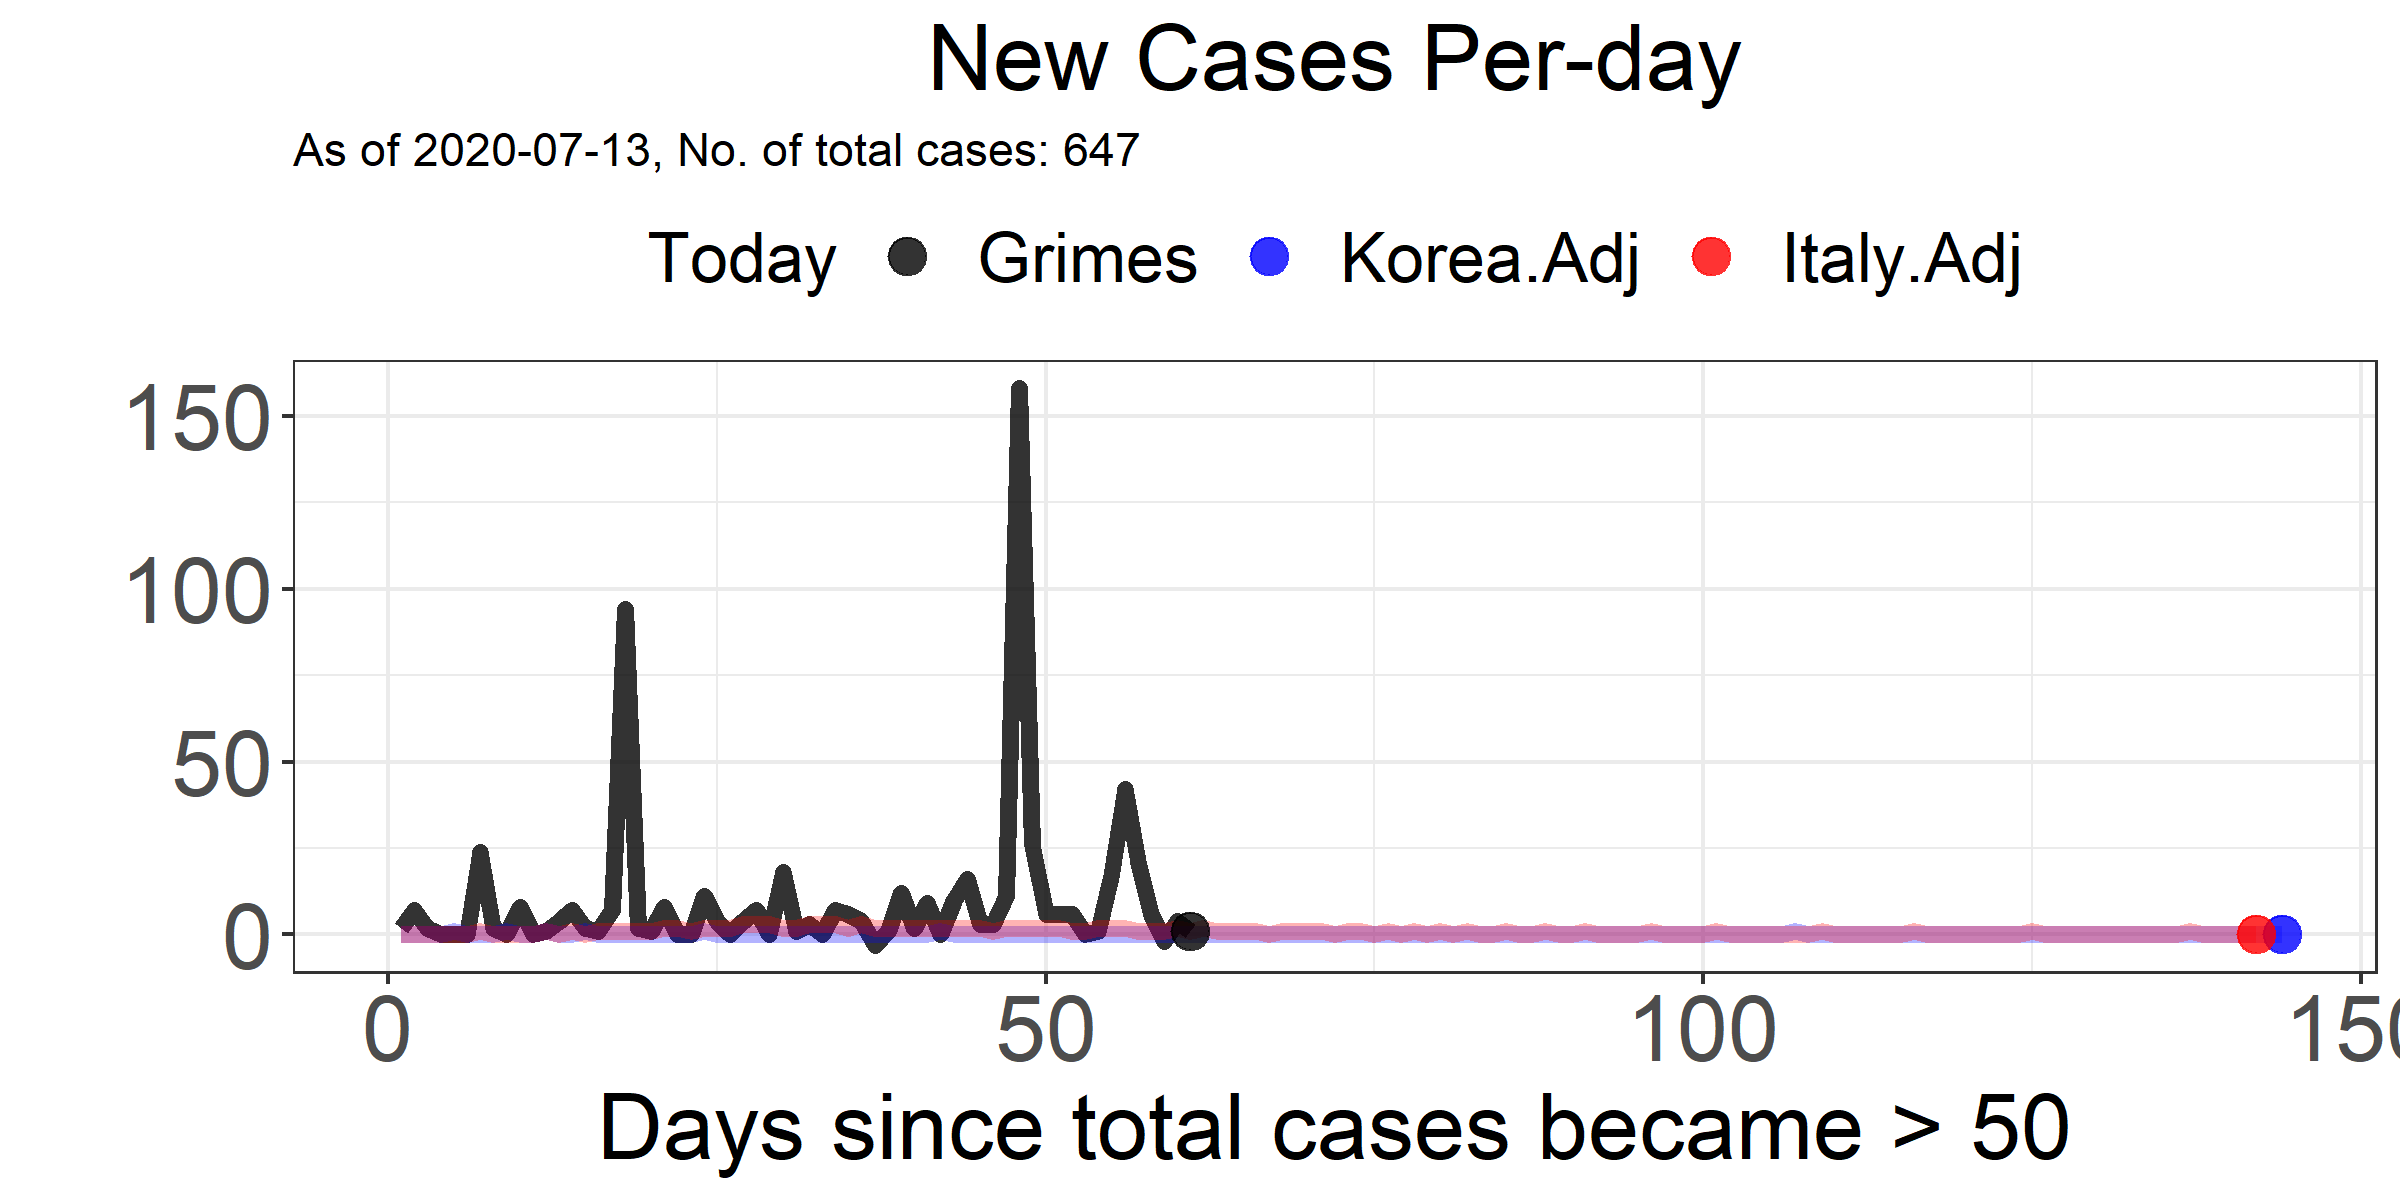 New Cases Per-day
As of 2020-07-13, No. of total cases: 647
Today Grimes Korea.Adj Italy.Adj
150
100
50
0
0 50 100 150
Days since total cases became > 50